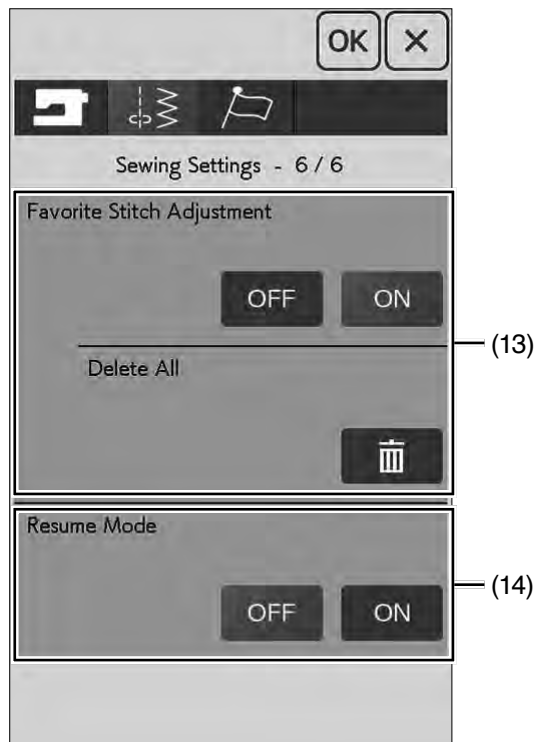 OK ×
Sewing Settings - 6 / 6
Favorite Stitch Adjustment
OFF ON
(13)
Delete All
Resume Mode
(14)
OFF ON